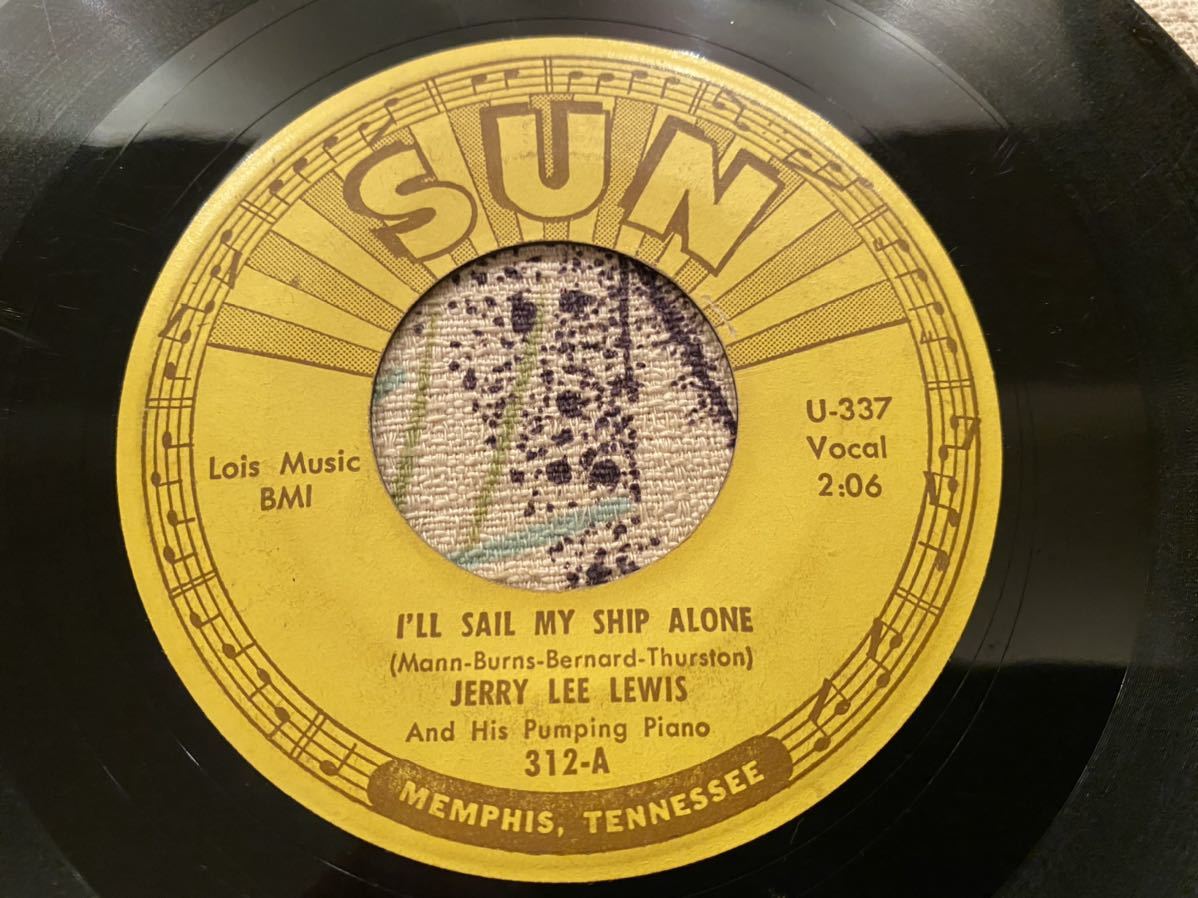 SUN
Lois Music
BMI
U-337
Vocal
2:06
I'LL SAIL MY SHIP ALONE
(Mann-Burns-Bernard-Thurston)
JERRY LEE LEWIS
And His Pumping Piano
312-A
MEMPHIS, TENNESSEE